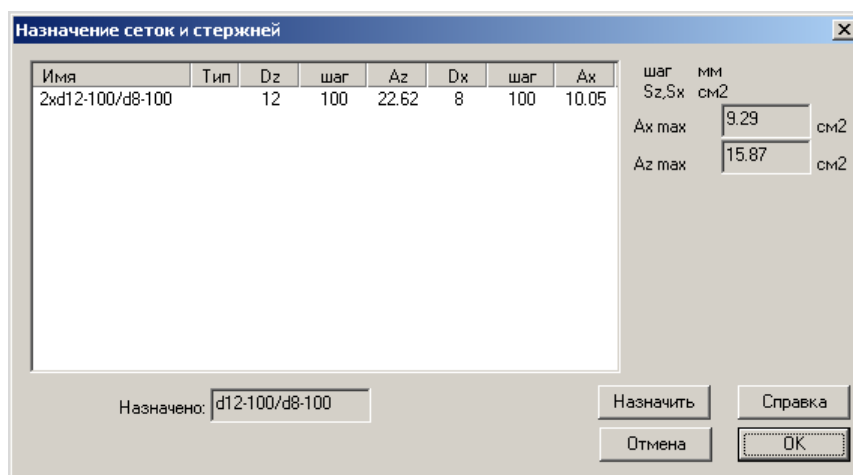 Назначение сеток и стержней
Имя Тип Dz шаг Az Dx шаг Ax
2xd12-100/d8-100 12 100 22.62 8 100 10.05
шаг мм
Sz,Sx см2
Ax max 9.29 см2
Az max 15.87 см2
Назначено: d12-100/d8-100
Назначить Справка
Отмена OK